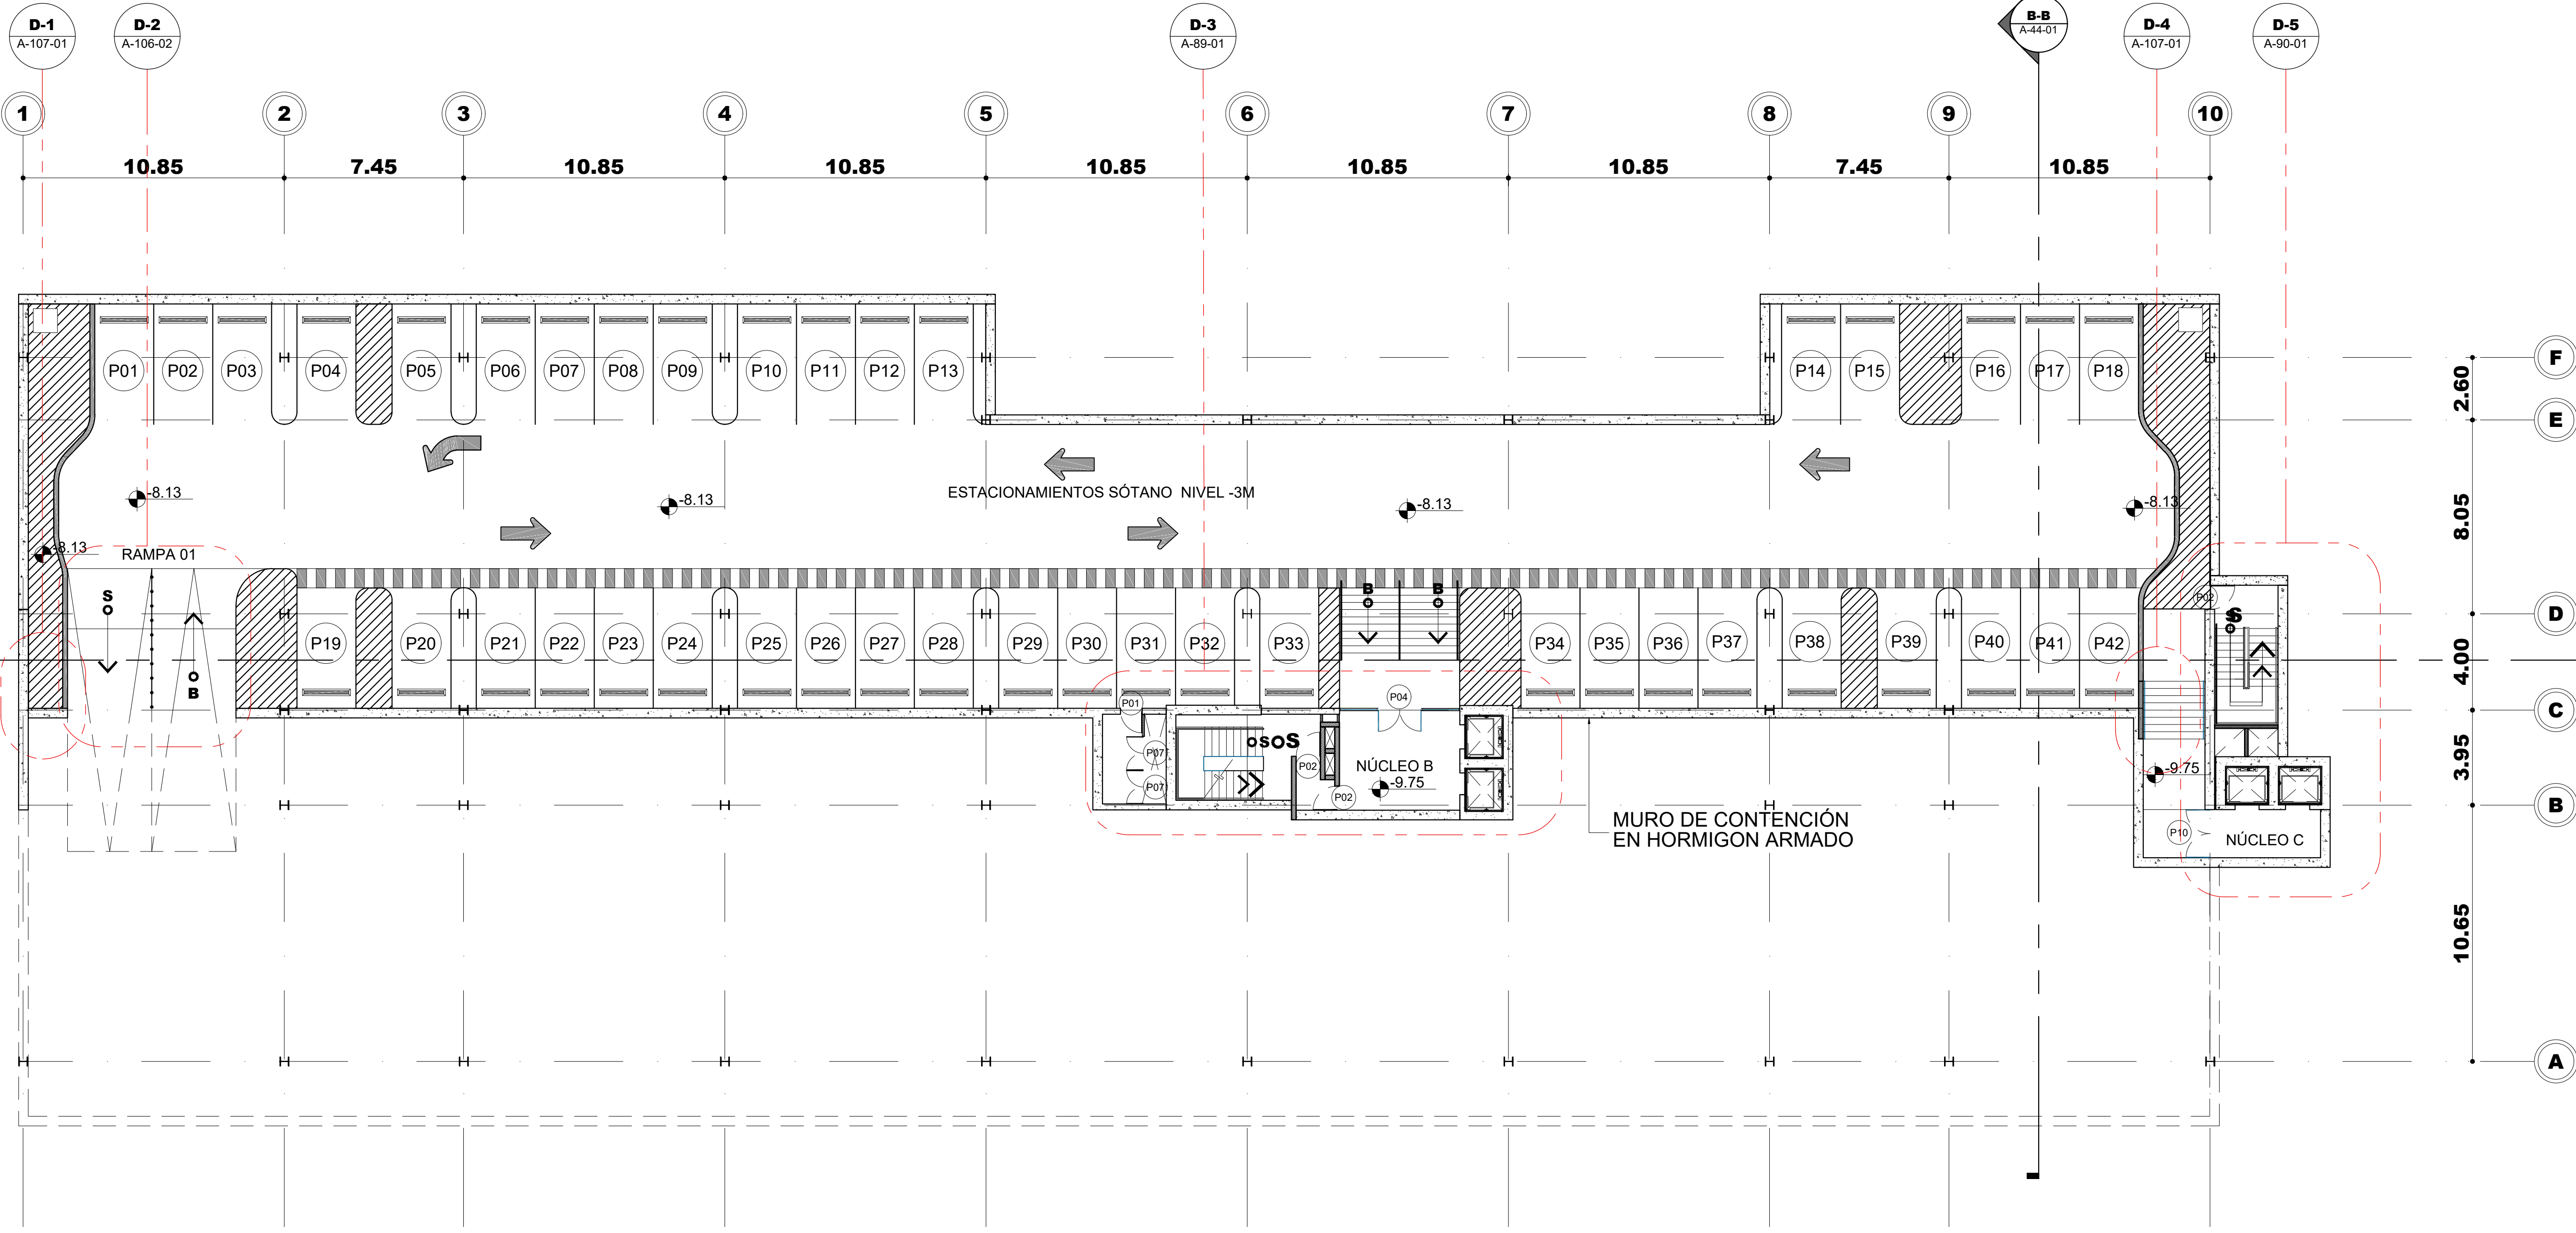 D-1
A-107-01
D-2
A-106-02
D-3
A-89-01
B-B
A-44-01
D-4
A-107-01
D-5
A-90-01
1
2
3
4
5
6
7
8
9
10
10.85
7.45
10.85
10.85
10.85
10.85
10.85
7.45
10.85
P01
P02
P03
P04
P05
P06
P07
P08
P09
P10
P11
P12
P13
P14
P15
P16
P17
P18
F
2.60
E
-8.13
-8.13
ESTACIONAMIENTOS SÓTANO NIVEL -3M
-8.13
-8.13
8.05
-8.13
RAMPA 01
S
B
B
B
P02
S
S
D
P19
P20
P21
P22
P23
P24
P25
P26
P27
P28
P29
P30
P31
P32
P33
P34
P35
P36
P37
P38
P39
P40
P41
P42
4.00
P01
P04
C
P07
P07
S
S
P02
P02
NÚCLEO B
-9.75
-9.75
3.95
B
MURO DE CONTENCIÓN
EN HORMIGON ARMADO
P10
NÚCLEO C
10.65
A